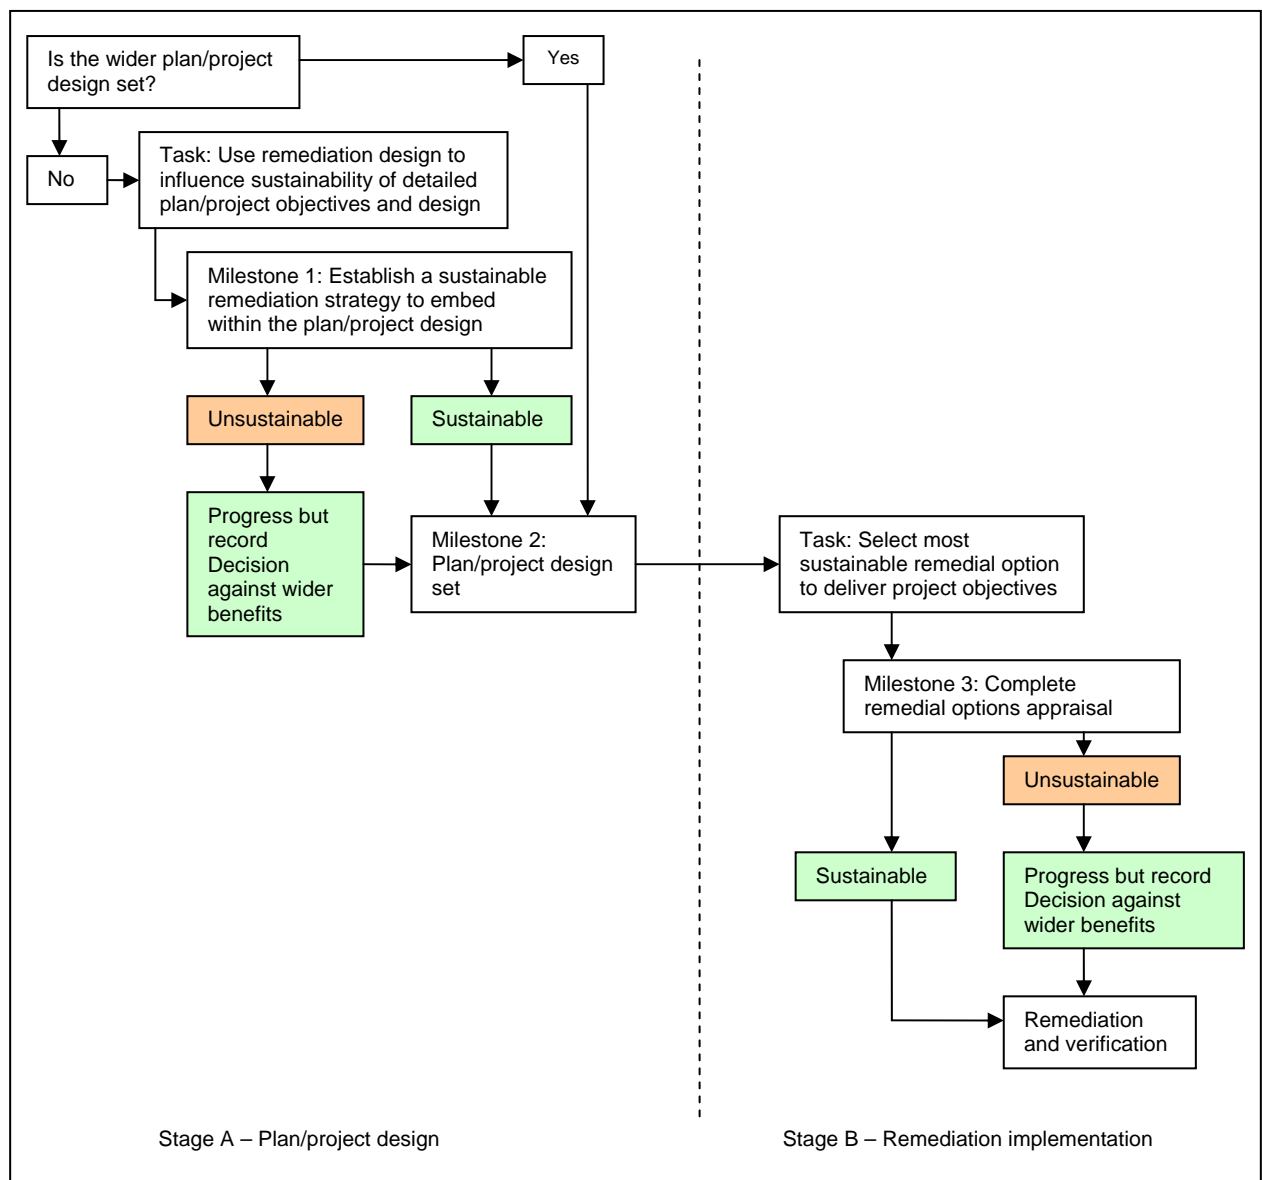 Is the wider plan/project
design set?
Yes
No
Task: Use remediation design to
influence sustainability of detailed
plan/project objectives and design
Milestone 1: Establish a sustainable
remediation strategy to embed
within the plan/project design
Unsustainable
Sustainable
Progress but
record
Decision
against wider
benefits
Milestone 2:
Plan/project design
set
Task: Select most
sustainable remedial option
to deliver project objectives
Milestone 3: Complete
remedial options appraisal
Unsustainable
Sustainable
Progress but record
Decision against
wider benefits
Remediation
and verification
Stage A – Plan/project design
Stage B – Remediation implementation